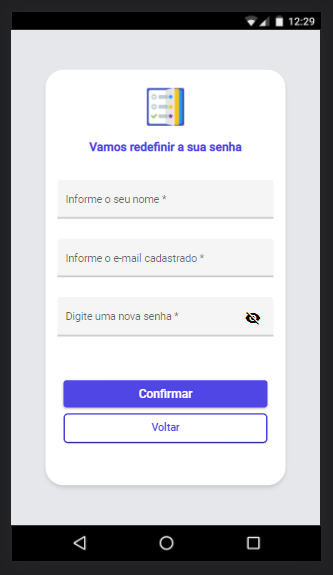 12:29
Vamos redefinir a sua senha
Informe o seu nome *
Informe o e-mail cadastrado *
Digite uma nova senha *
Confirmar
Voltar